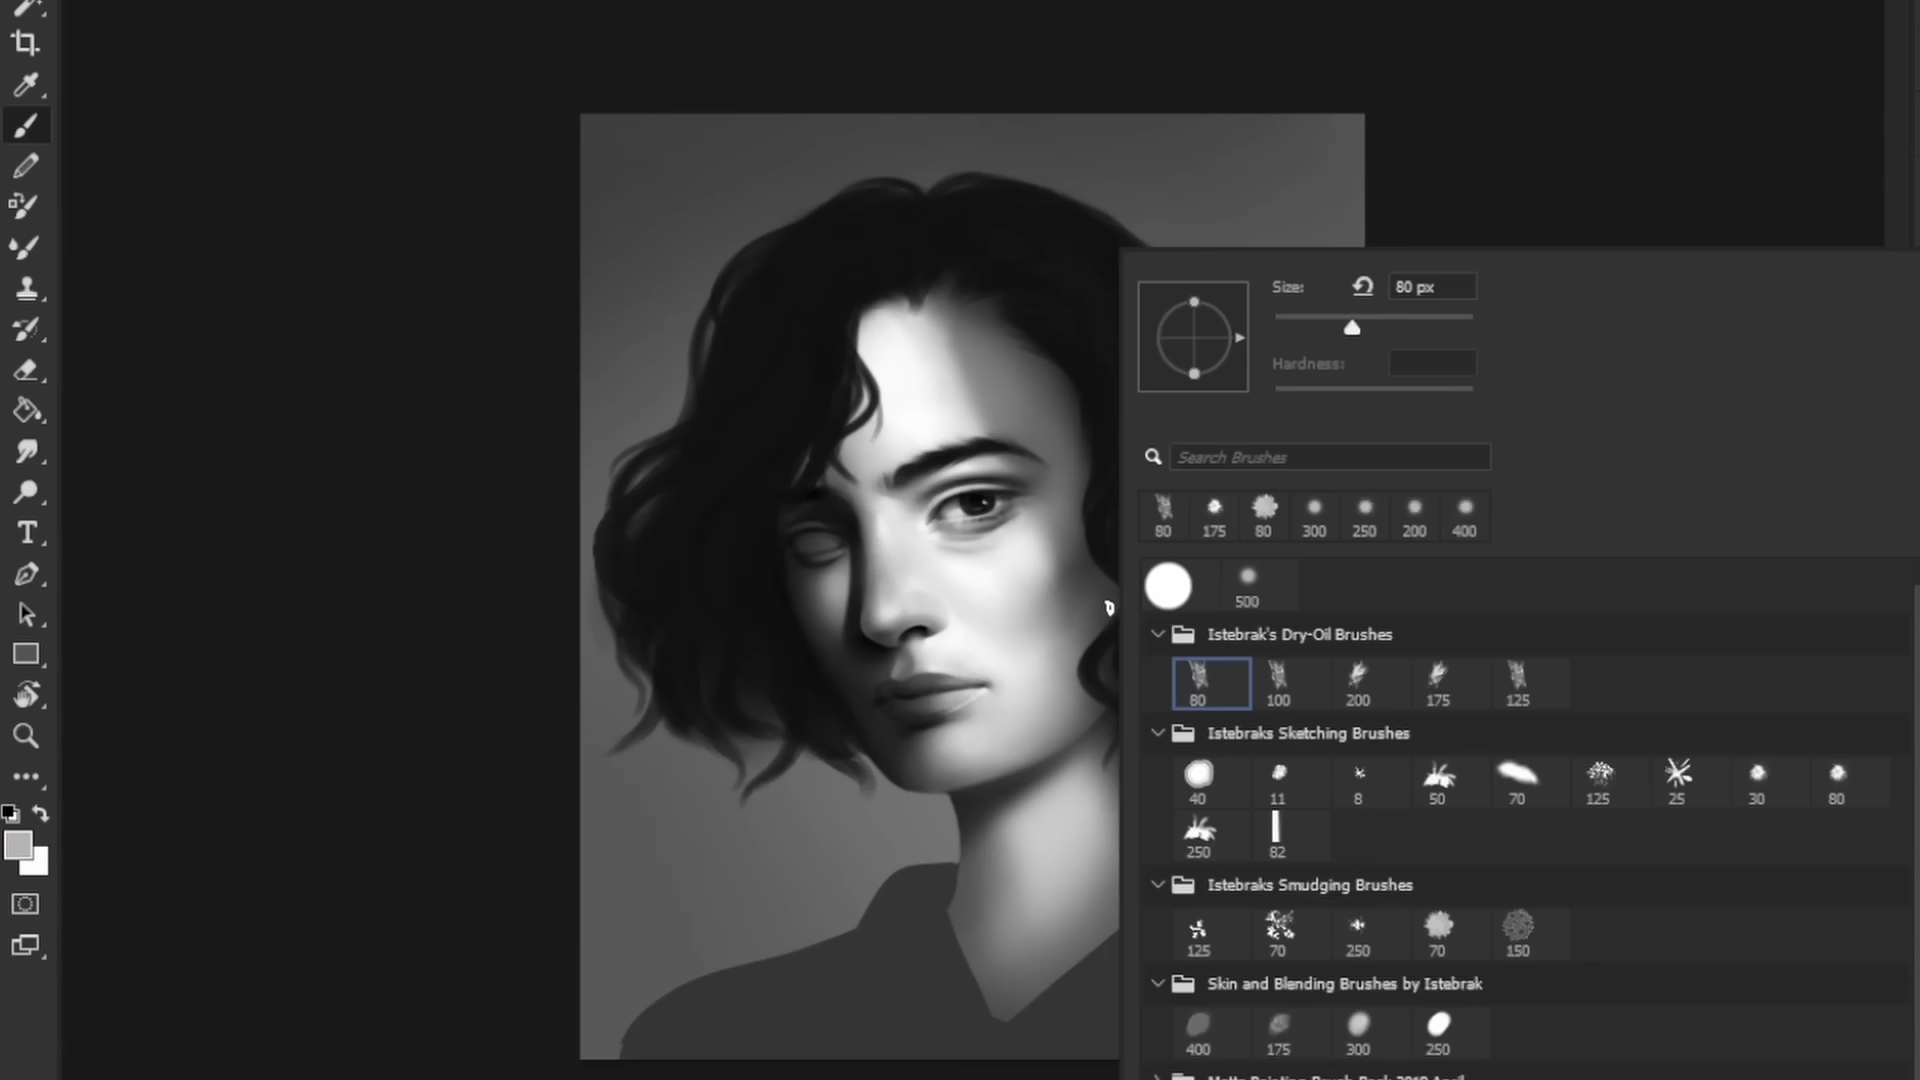 Size:
80 px
Hardness:
Search Brushes
80 175 80 300 250 200 400
500
Istebrak's Dry-Oil Brushes
80 100 200 175 125
Istebraks Sketching Brushes
40 11 8 50 70 125 25 30 80
250 82
Istebraks Smudging Brushes
125 70 250 70 150
Skin and Blending Brushes by Istebrak
400 175 300 250